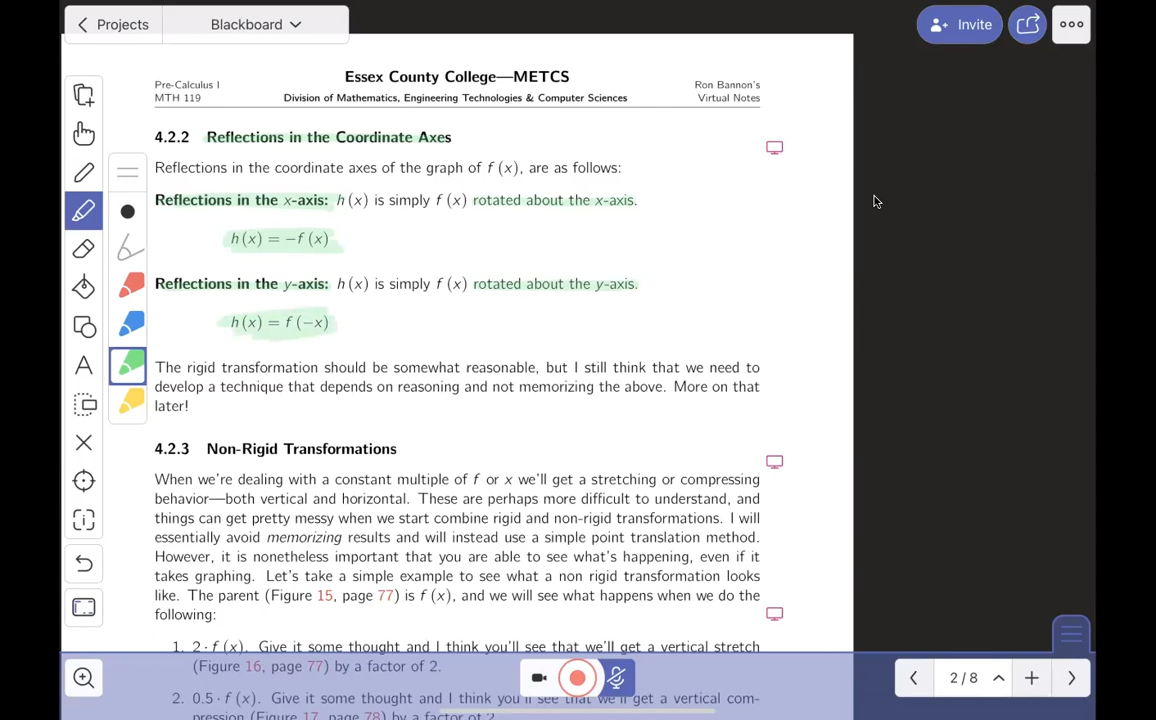 Projects
Blackboard
Invite
Pre-Calculus I
MTH 119
Essex County College—METCS
Division of Mathematics, Engineering Technologies & Computer Sciences
Ron Bannon's
Virtual Notes
4.2.2 Reflections in the Coordinate Axes
Reflections in the coordinate axes of the graph of f (x), are as follows:
Reflections in the x-axis: h (x) is simply f (x) rotated about the x-axis.
h (x) = −f (x)
Reflections in the y-axis: h (x) is simply f (x) rotated about the y-axis.
h (x) = f (−x)
The rigid transformation should be somewhat reasonable, but I still think that we need to
develop a technique that depends on reasoning and not memorizing the above. More on that
later!
4.2.3 Non-Rigid Transformations
When we're dealing with a constant multiple of f or x we'll get a stretching or compressing
behavior—both vertical and horizontal. These are perhaps more difficult to understand, and
things can get pretty messy when we start combine rigid and non-rigid transformations. I will
essentially avoid memorizing results and will instead use a simple point translation method.
However, it is nonetheless important that you are able to see what's happening, even if it
takes graphing. Let's take a simple example to see what a non rigid transformation looks
like. The parent (Figure 15, page 77) is f (x), and we will see what happens when we do the
following:
1. 2 · f (x). Give it some thought and I think you'll see that we'll get a vertical stretch
(Figure 16, page 77) by a factor of 2.
2. 0.5 · f (x). Give it some thought and I think you'll see that we'll get a vertical com-
pression (Figure 17, page 78) by a factor of 2
A
2 / 8